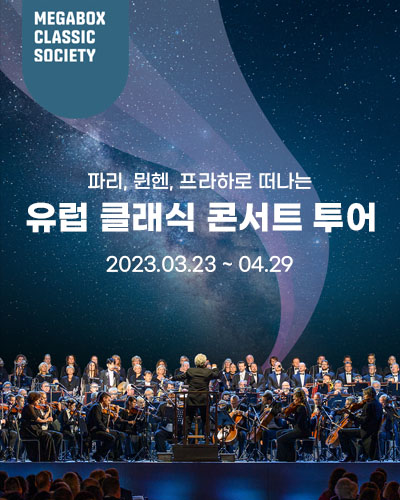 MEGABOX
CLASSIC
SOCIETY
파리, 뮌헨, 프라하로 떠나는
유럽 클래식 콘서트 투어
2023.03.23 ~ 04.29